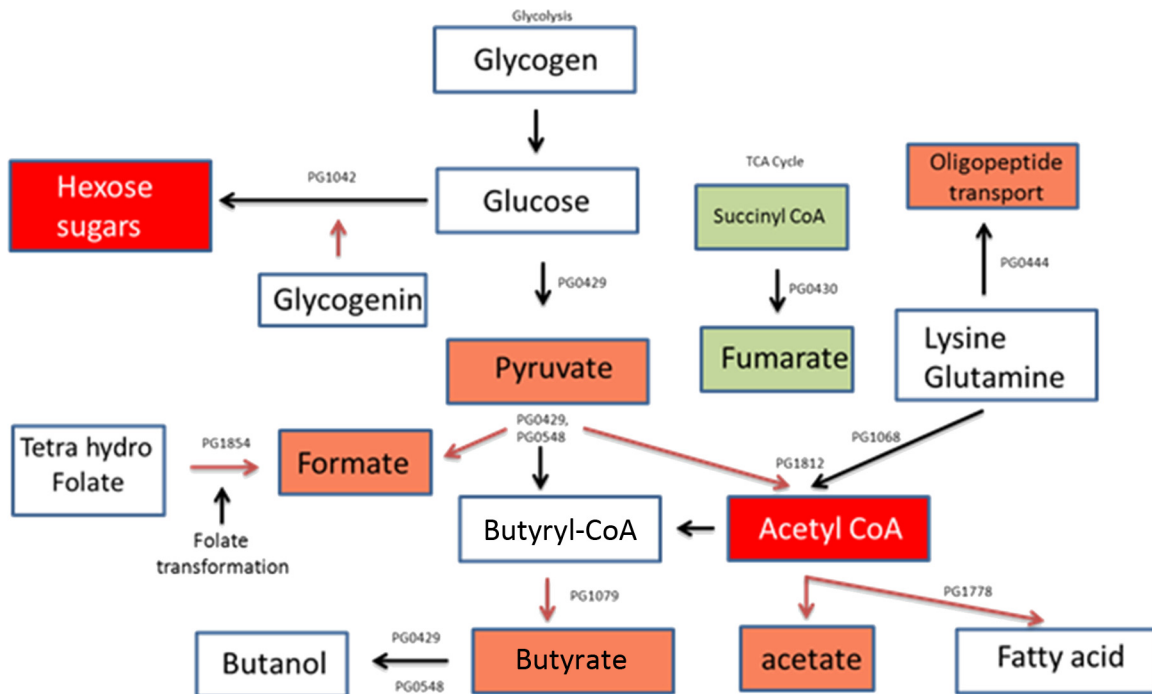 Glycolysis
Glycogen
Hexose
sugars
PG1042
Glucose
TCA Cycle
Oligopeptide
transport
Succinyl CoA
PG0444
Glycogenin
PG0429
PG0430
Pyruvate
Fumarate
Lysine
Glutamine
Tetra hydro
Folate
PG1854
Formate
PG0429,
PG0548
PG1068
PG1812
Folate
transformation
Butyryl-CoA
Acetyl CoA
PG1079
PG1778
Butanol
PG0429
PG0548
Butyrate
acetate
Fatty acid